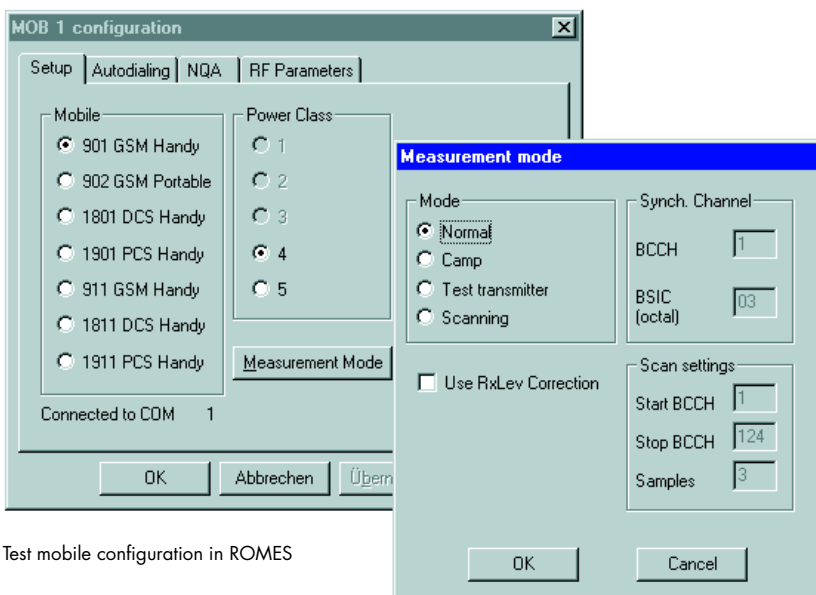 MOB 1 configuration
Setup Autodialing NQA RF Parameters
Mobile
901 GSM Handy
902 GSM Portable
1801 DCS Handy
1901 PCS Handy
911 GSM Handy
1811 DCS Handy
1911 PCS Handy
Power Class
1
2
3
4
5
Measurement Mode
Connected to COM 1
OK Abbrechen Übern
Measurement mode
Mode
Normal
Camp
Test transmitter
Scanning
Use RxLev Correction
Synch. Channel
BCCH 1
BSIC 03
(octal)
Scan settings
Start BCCH 1
Stop BCCH 124
Samples 3
OK Cancel
Test mobile configuration in ROMES